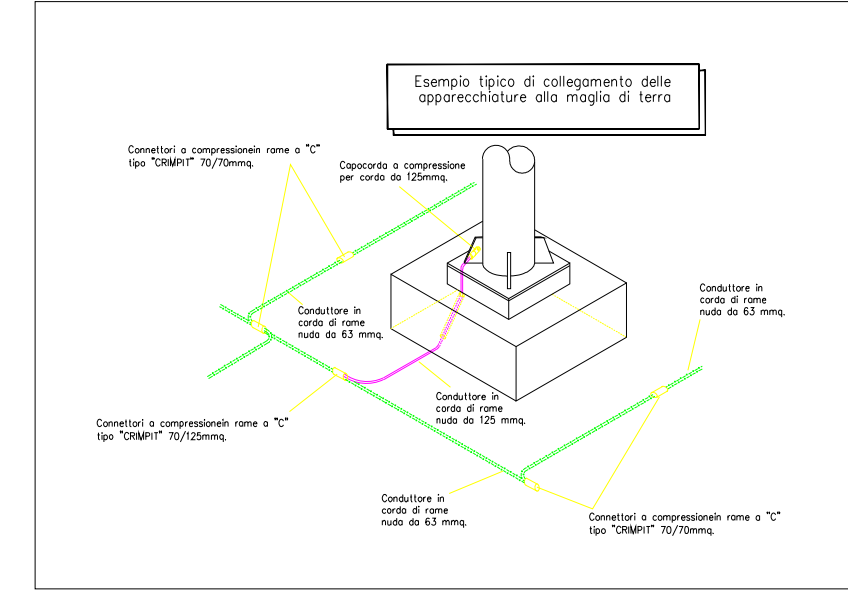 Esempio tipico di collegamento delle
apparecchiature alla maglia di terra
Connettori a compressionein rame a "C"
tipo "CRIMPIT" 70/70mmq.
Capocorda a compressione
per corda da 125mmq.
Conduttore in
corda di rame
nuda da 63 mmq.
Conduttore in
corda di rame
nuda da 63 mmq.
Conduttore in
corda di rame
nuda da 125 mmq.
Connettori a compressionein rame a "C"
tipo "CRIMPIT" 70/125mmq.
Conduttore in
corda di rame
nuda da 63 mmq.
Connettori a compressionein rame a "C"
tipo "CRIMPIT" 70/70mmq.